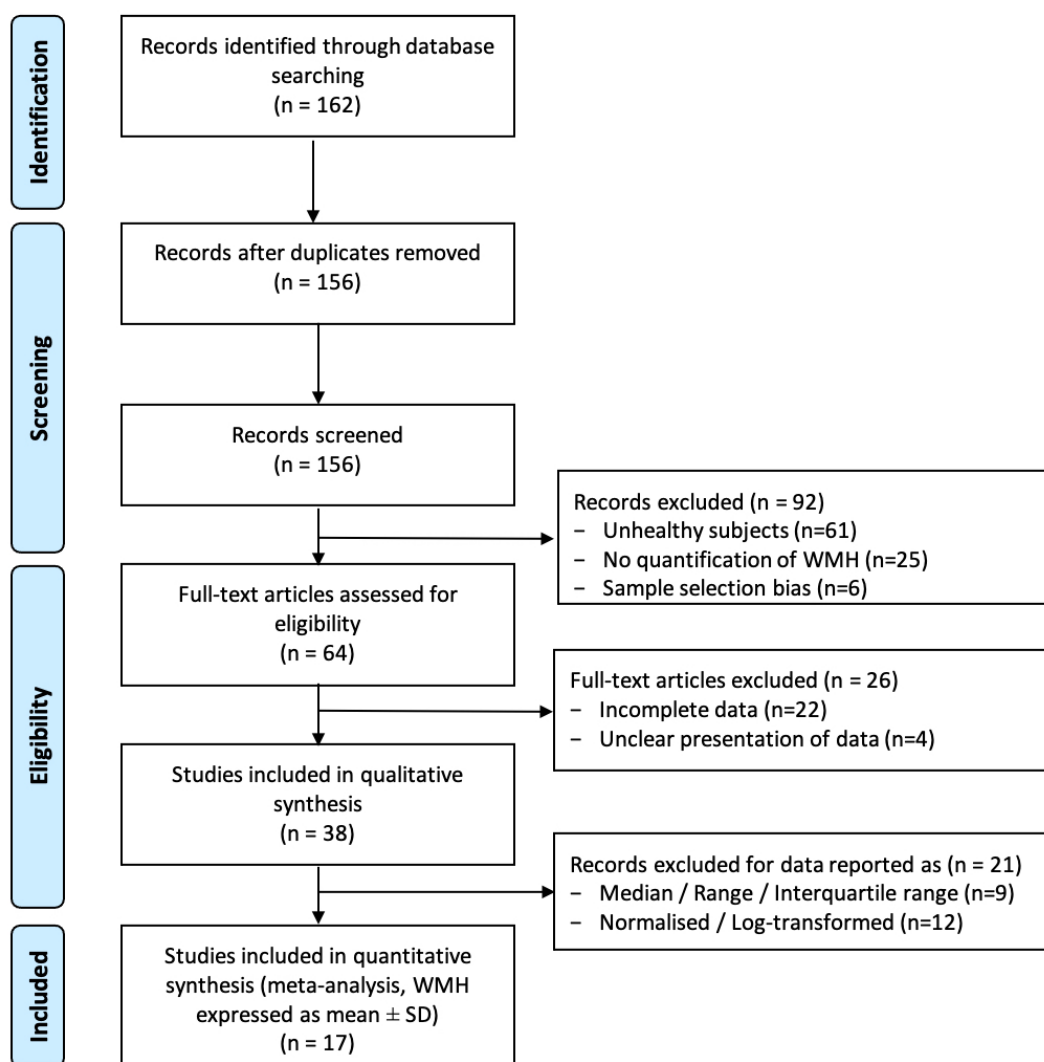 Identification
Records identified through database
searching
(n = 162)
Screening
Records after duplicates removed
(n = 156)
Records screened
(n = 156)
Records excluded (n = 92)
− Unhealthy subjects (n=61)
− No quantification of WMH (n=25)
− Sample selection bias (n=6)
Eligibility
Full-text articles assessed for
eligibility
(n = 64)
Full-text articles excluded (n = 26)
− Incomplete data (n=22)
− Unclear presentation of data (n=4)
Studies included in qualitative
synthesis
(n = 38)
Records excluded for data reported as (n = 21)
− Median / Range / Interquartile range (n=9)
− Normalised / Log-transformed (n=12)
Included
Studies included in quantitative
synthesis (meta-analysis, WMH
expressed as mean ± SD)
(n = 17)